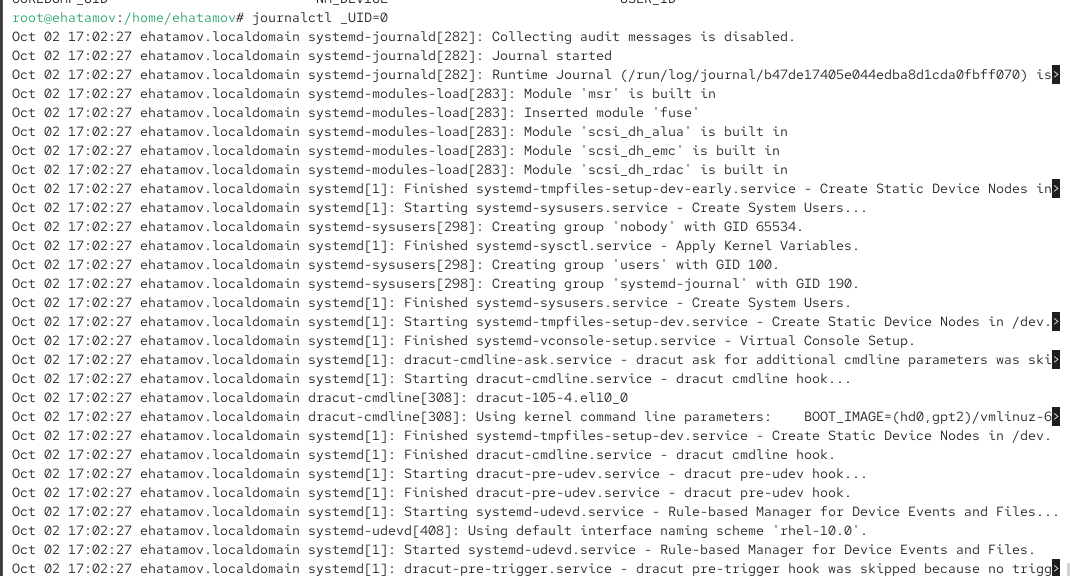 root@ehatamov:/home/ehatamov# journalctl _UID=0
Oct 02 17:02:27 ehatamov.localdomain systemd-journald[282]: Collecting audit messages is disabled.
Oct 02 17:02:27 ehatamov.localdomain systemd-journald[282]: Journal started
Oct 02 17:02:27 ehatamov.localdomain systemd-journald[282]: Runtime Journal (/run/log/journal/b47de17405e044edba8d1cda0fbff070) is>
Oct 02 17:02:27 ehatamov.localdomain systemd-modules-load[283]: Module 'msr' is built in
Oct 02 17:02:27 ehatamov.localdomain systemd-modules-load[283]: Inserted module 'fuse'
Oct 02 17:02:27 ehatamov.localdomain systemd-modules-load[283]: Module 'scsi_dh_alua' is built in
Oct 02 17:02:27 ehatamov.localdomain systemd-modules-load[283]: Module 'scsi_dh_emc' is built in
Oct 02 17:02:27 ehatamov.localdomain systemd-modules-load[283]: Module 'scsi_dh_rdac' is built in
Oct 02 17:02:27 ehatamov.localdomain systemd[1]: Finished systemd-tmpfiles-setup-dev-early.service - Create Static Device Nodes in>
Oct 02 17:02:27 ehatamov.localdomain systemd[1]: Starting systemd-sysusers.service - Create System Users...
Oct 02 17:02:27 ehatamov.localdomain systemd-sysusers[298]: Creating group 'nobody' with GID 65534.
Oct 02 17:02:27 ehatamov.localdomain systemd[1]: Finished systemd-sysctl.service - Apply Kernel Variables.
Oct 02 17:02:27 ehatamov.localdomain systemd-sysusers[298]: Creating group 'users' with GID 100.
Oct 02 17:02:27 ehatamov.localdomain systemd-sysusers[298]: Creating group 'systemd-journal' with GID 190.
Oct 02 17:02:27 ehatamov.localdomain systemd[1]: Finished systemd-sysusers.service - Create System Users.
Oct 02 17:02:27 ehatamov.localdomain systemd[1]: Starting systemd-tmpfiles-setup-dev.service - Create Static Device Nodes in /dev.>
Oct 02 17:02:27 ehatamov.localdomain systemd[1]: Finished systemd-vconsole-setup.service - Virtual Console Setup.
Oct 02 17:02:27 ehatamov.localdomain systemd[1]: dracut-cmdline-ask.service - dracut ask for additional cmdline parameters was ski>
Oct 02 17:02:27 ehatamov.localdomain systemd[1]: Starting dracut-cmdline.service - dracut cmdline hook...
Oct 02 17:02:27 ehatamov.localdomain dracut-cmdline[308]: dracut-105-4.el10_0
Oct 02 17:02:27 ehatamov.localdomain dracut-cmdline[308]: Using kernel command line parameters:    BOOT_IMAGE=(hd0,gpt2)/vmlinuz-6>
Oct 02 17:02:27 ehatamov.localdomain systemd[1]: Finished systemd-tmpfiles-setup-dev.service - Create Static Device Nodes in /dev.
Oct 02 17:02:27 ehatamov.localdomain systemd[1]: Finished dracut-cmdline.service - dracut cmdline hook.
Oct 02 17:02:27 ehatamov.localdomain systemd[1]: Starting dracut-pre-udev.service - dracut pre-udev hook...
Oct 02 17:02:27 ehatamov.localdomain systemd[1]: Finished dracut-pre-udev.service - dracut pre-udev hook.
Oct 02 17:02:27 ehatamov.localdomain systemd[1]: Starting systemd-udevd.service - Rule-based Manager for Device Events and Files...
Oct 02 17:02:27 ehatamov.localdomain systemd-udevd[408]: Using default interface naming scheme 'rhel-10.0'.
Oct 02 17:02:27 ehatamov.localdomain systemd[1]: Started systemd-udevd.service - Rule-based Manager for Device Events and Files.
Oct 02 17:02:27 ehatamov.localdomain systemd[1]: dracut-pre-trigger.service - dracut pre-trigger hook was skipped because no trigg>